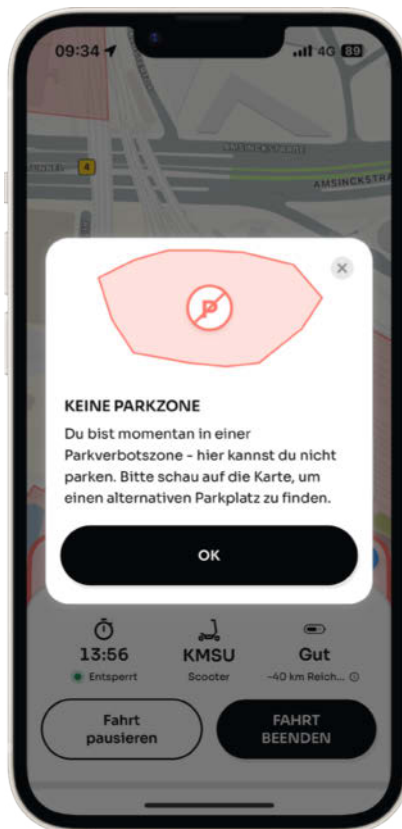 09:34
4G 89
AMSINCKSTRASSE
4
AMSINCKSTRA
P
KEINE PARKZONE
Du bist momentan in einer
Parkverbotszone - hier kannst du nicht
parken. Bitte schau auf die Karte, um
einen alternativen Parkplatz zu finden.
OK
13:56
KMSU
Gut
Entsperrt
Scooter
~40 km Reich...
Fahrt
pausieren
FAHRT
BEENDEN